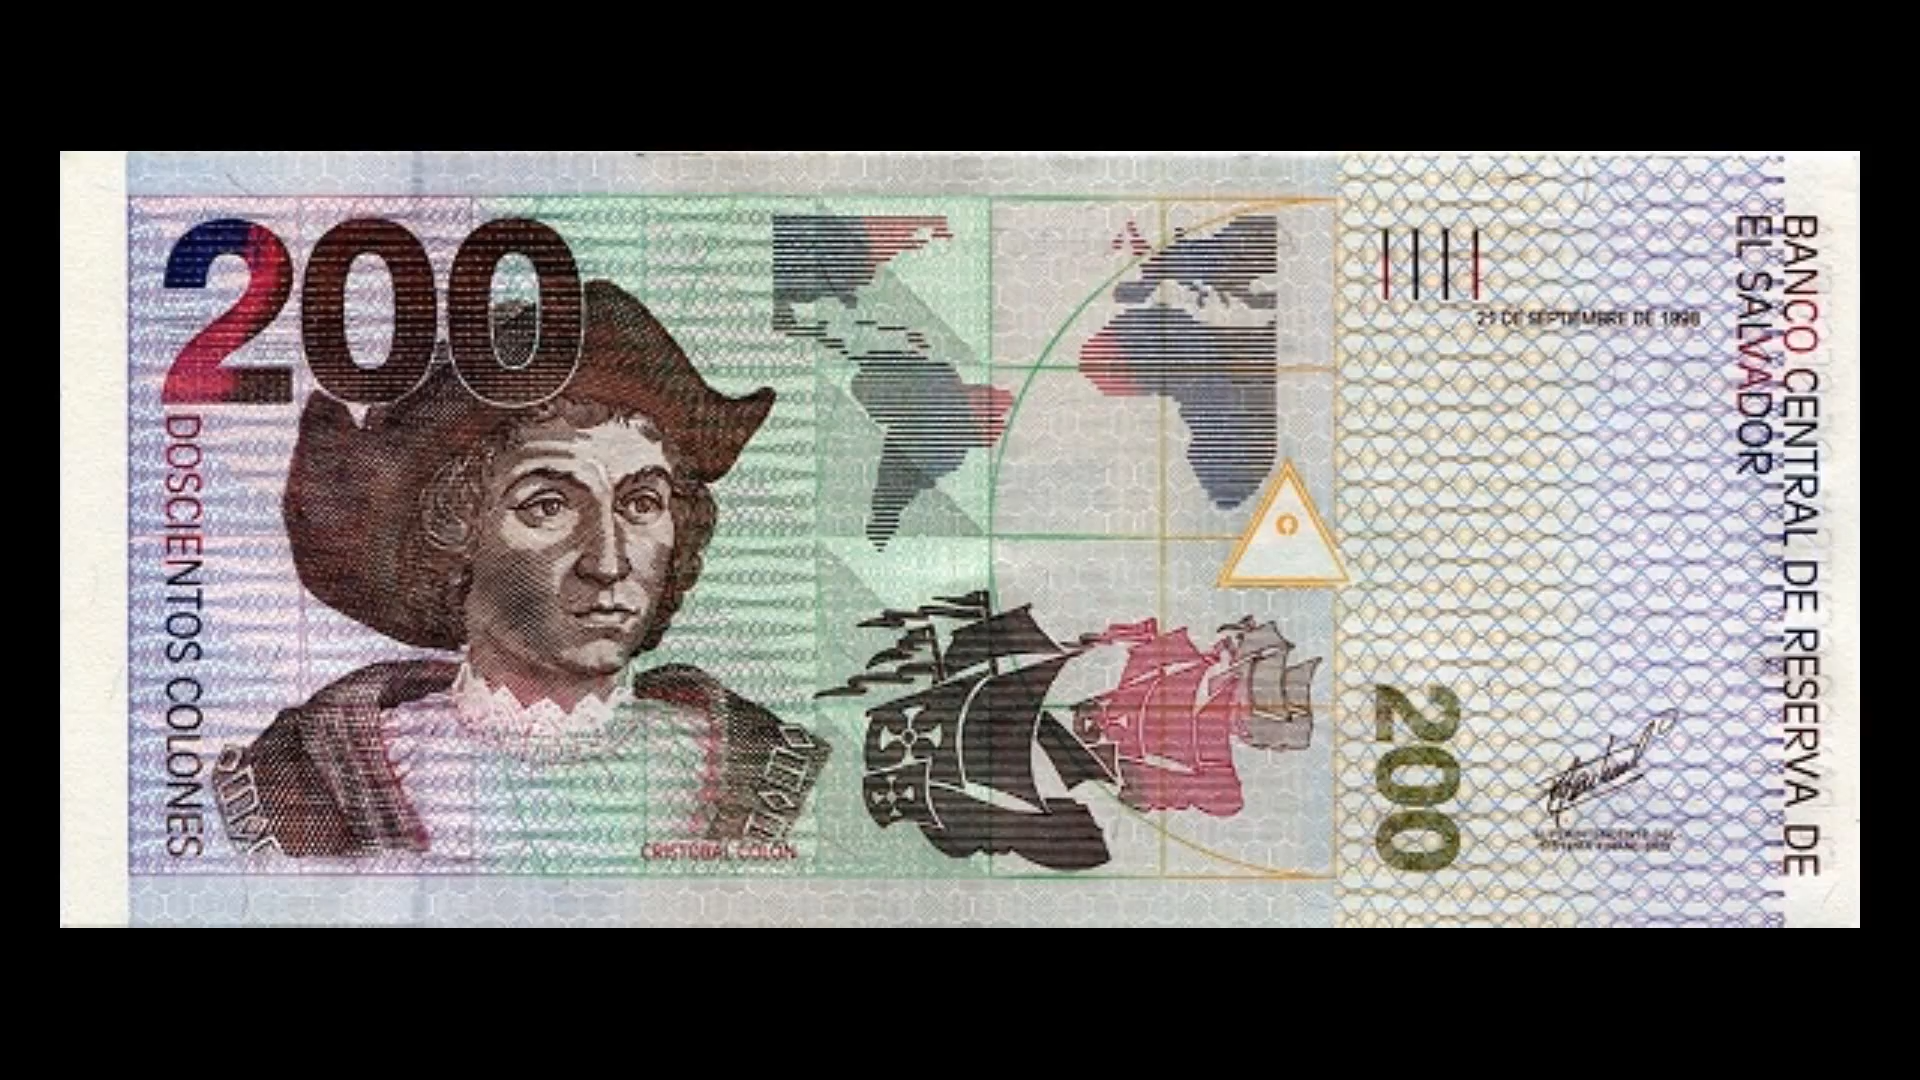 200
DOSCIENTOS COLONES
CRISTOBAL COLON
21 DE SEPTIEMBRE DE 1998
200
BANCO CENTRAL DE RESERVA DE
EL SALVADOR